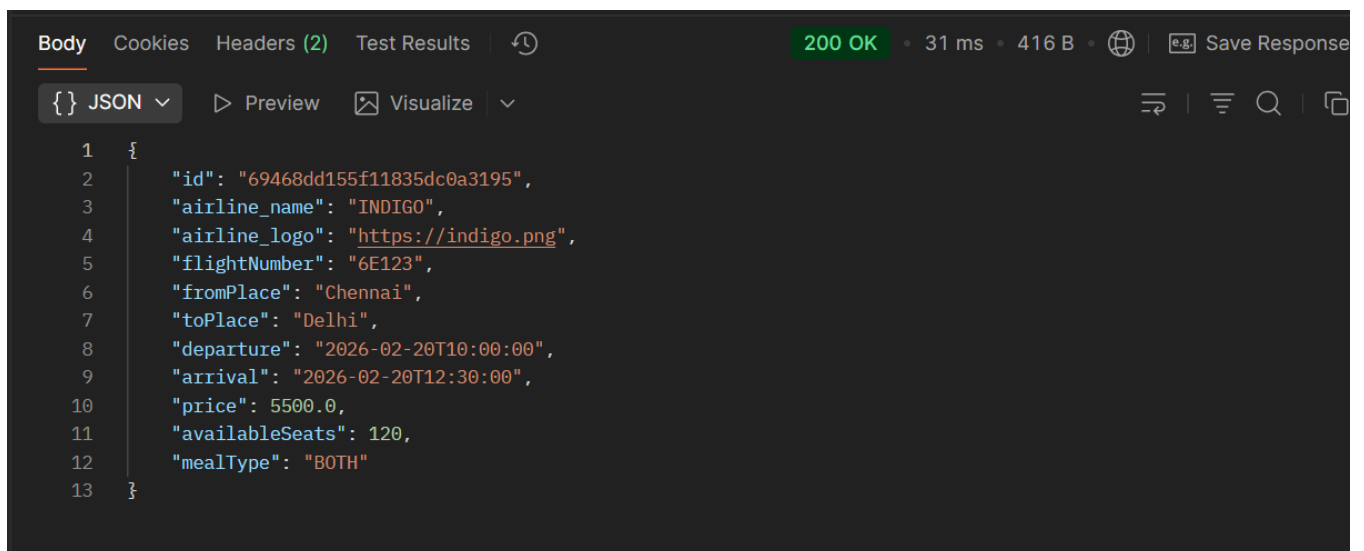 Body Cookies Headers (2) Test Results 200 OK • 31 ms • 416 B • e.g. Save Response
{} JSON Preview Visualize
1 {
2 "id": "69468dd155f11835dc0a3195",
3 "airline_name": "INDIGO",
4 "airline_logo": "https://indigo.png",
5 "flightNumber": "6E123",
6 "fromPlace": "Chennai",
7 "toPlace": "Delhi",
8 "departure": "2026-02-20T10:00:00",
9 "arrival": "2026-02-20T12:30:00",
10 "price": 5500.0,
11 "availableSeats": 120,
12 "mealType": "BOTH"
13 }